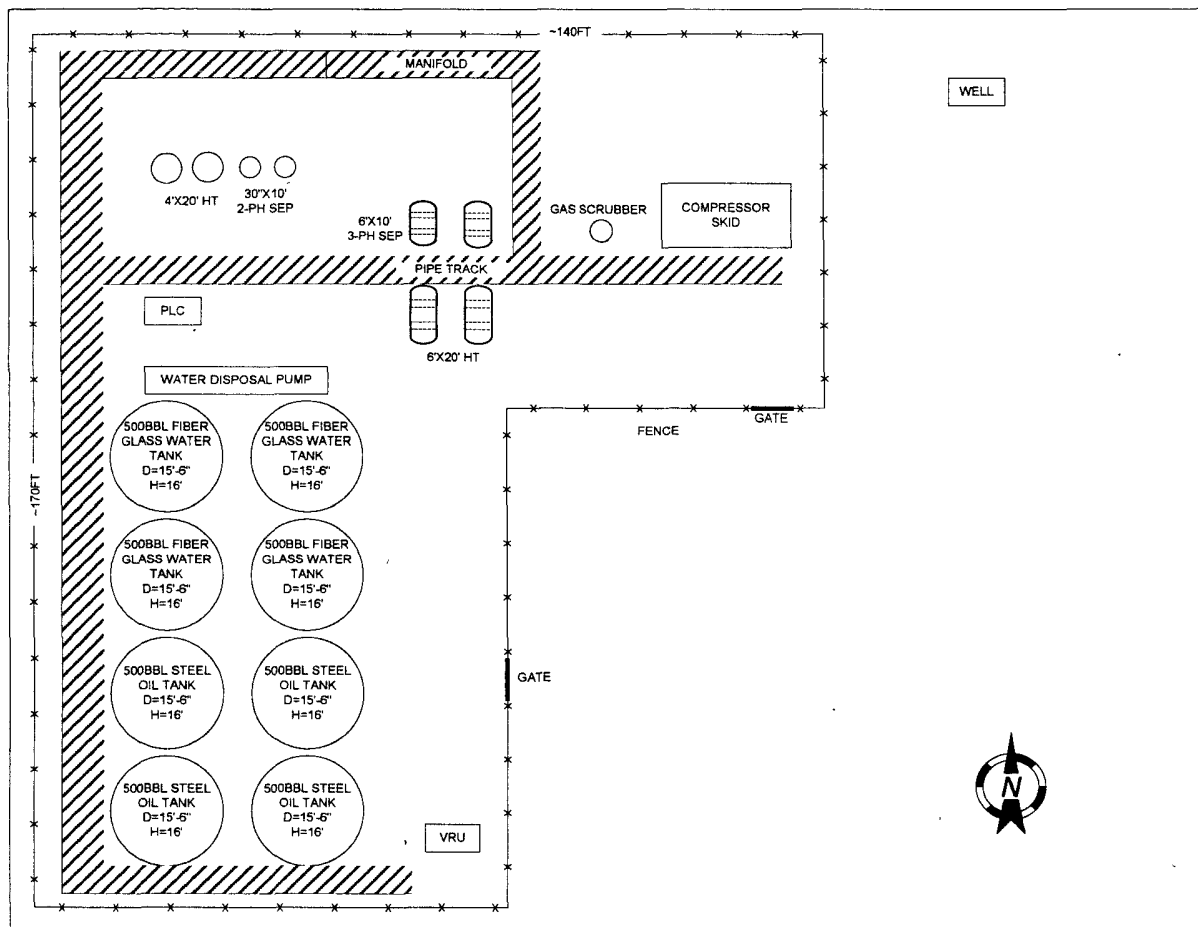 ~140FT
MANIFOLD
WELL
4'X20' HT
30"X10'
2-PH SEP
6'X10'
3-PH SEP
GAS SCRUBBER
COMPRESSOR
SKID
PIPE TRACK
PLC
6'X20' HT
WATER DISPOSAL PUMP
GATE
FENCE
500BBL FIBER
GLASS WATER
TANK
D=15'-6"
H=16'
500BBL FIBER
GLASS WATER
TANK
D=15'-6"
H=16'
~170FT
500BBL FIBER
GLASS WATER
TANK
D=15'-6"
H=16'
500BBL FIBER
GLASS WATER
TANK
D=15'-6"
H=16'
500BBL STEEL
OIL TANK
D=15'-6"
H=16'
500BBL STEEL
OIL TANK
D=15'-6"
H=16'
GATE
500BBL STEEL
OIL TANK
D=15'-6"
H=16'
500BBL STEEL
OIL TANK
D=15'-6"
H=16'
VRU
N